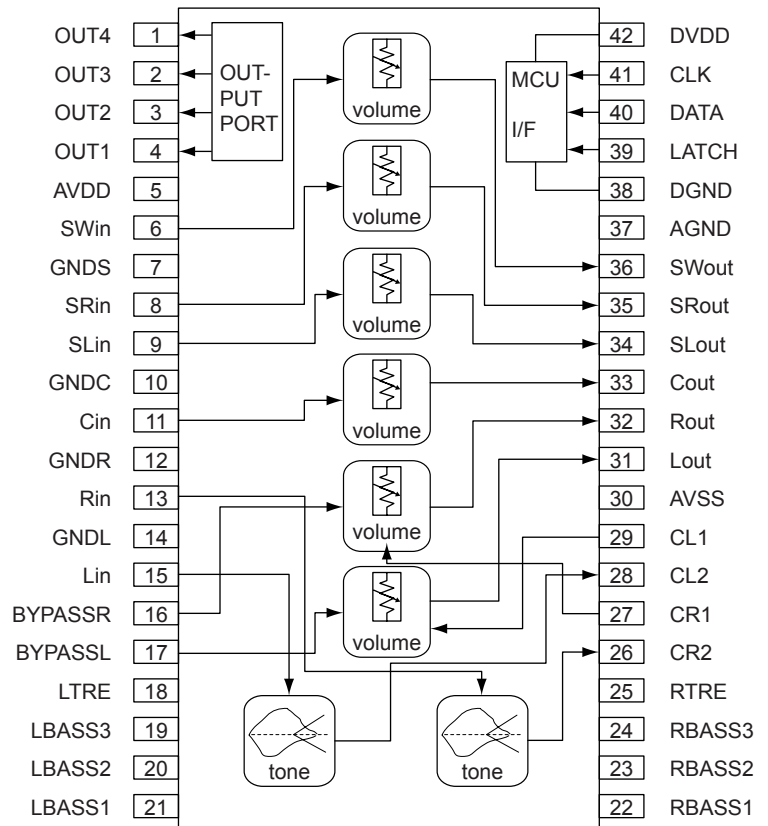 OUT4 1
OUT3 2
OUT2 3
OUT1 4
AVDD 5
SWin 6
GNDS 7
SRin 8
SLin 9
GNDC 10
Cin 11
GNDR 12
Rin 13
GNDL 14
Lin 15
BYPASSR 16
BYPASSL 17
LTRE 18
LBASS3 19
LBASS2 20
LBASS1 21
OUT-
PUT
PORT
volume
volume
volume
volume
volume
volume
tone
tone
MCU
I/F
42 DVDD
41 CLK
40 DATA
39 LATCH
38 DGND
37 AGND
36 SWout
35 SRout
34 SLout
33 Cout
32 Rout
31 Lout
30 AVSS
29 CL1
28 CL2
27 CR1
26 CR2
25 RTRE
24 RBASS3
23 RBASS2
22 RBASS1